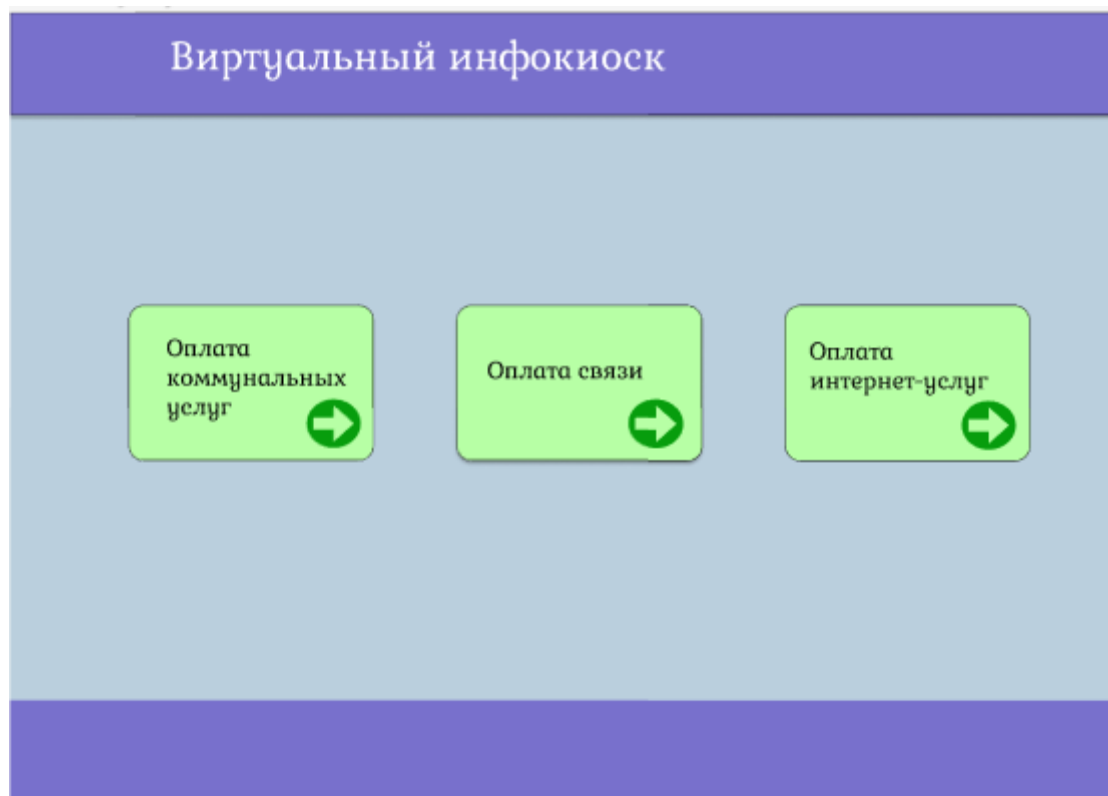 Виртуальный инфокиоск
Оплата
коммунальных
услуг
Оплата связи
Оплата
интернет-услуг